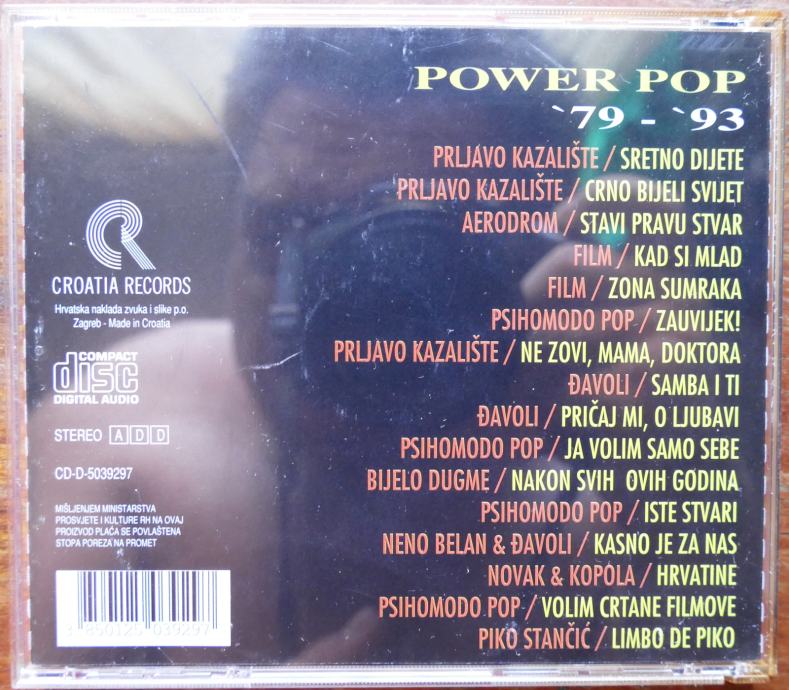 POWER POP
`79 - `93
PRLJAVO KAZALIŠTE / SRETNO DIJETE
PRLJAVO KAZALIŠTE / CRNO BIJELI SVIJET
AERODROM / STAVI PRAVU STVAR
FILM / KAD SI MLAD
FILM / ZONA SUMRAKA
PSIHOMODO POP / ZAUVIJEK!
PRLJAVO KAZALIŠTE / NE ZOVI, MAMA, DOKTORA
ĐAVOLI / SAMBA I TI
ĐAVOLI / PRIČAJ MI, O LJUBAVI
PSIHOMODO POP / JA VOLIM SAMO SEBE
BIJELO DUGME / NAKON SVIH OVIH GODINA
PSIHOMODO POP / ISTE STVARI
NENO BELAN & ĐAVOLI / KASNO JE ZA NAS
NOVAK & KOPOLA / HRVATINE
PSIHOMODO POP / VOLIM CRTANE FILMOVE
PIKO STANČIĆ / LIMBO DE PIKO
CROATIA RECORDS
Hrvatska naklada zvuka i slike p.o.
Zagreb - Made in Croatia
COMPACT
disc
DIGITAL AUDIO
STEREO A D D
CD-D-5039297
MIŠLJENJEM MINISTARSTVA
PROSVJETE I KULTURE RH NA OVAJ
PROIZVOD PLAĆA SE POVLAŠTENA
STOPA POREZA NA PROMET
3 850125 039297